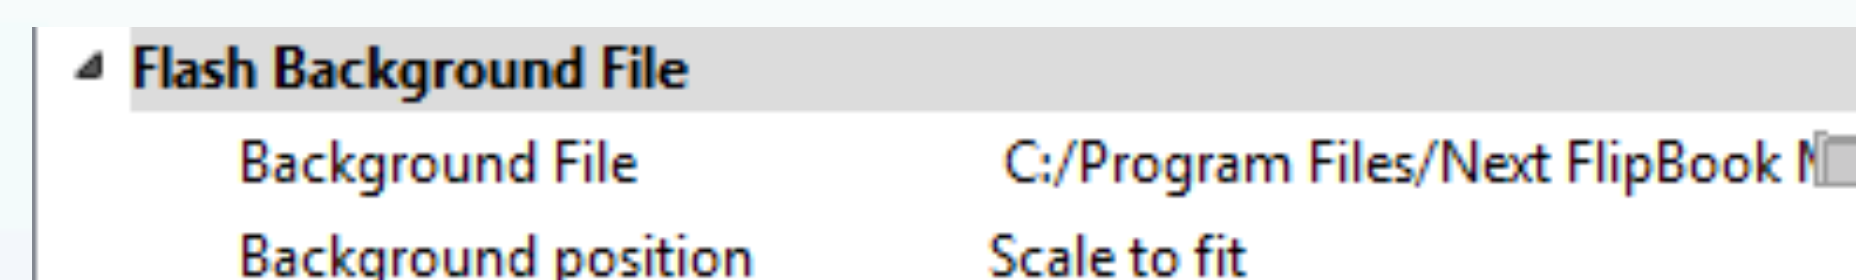 Flash Background File
Background File C:/Program Files/Next FlipBook
Background position Scale to fit